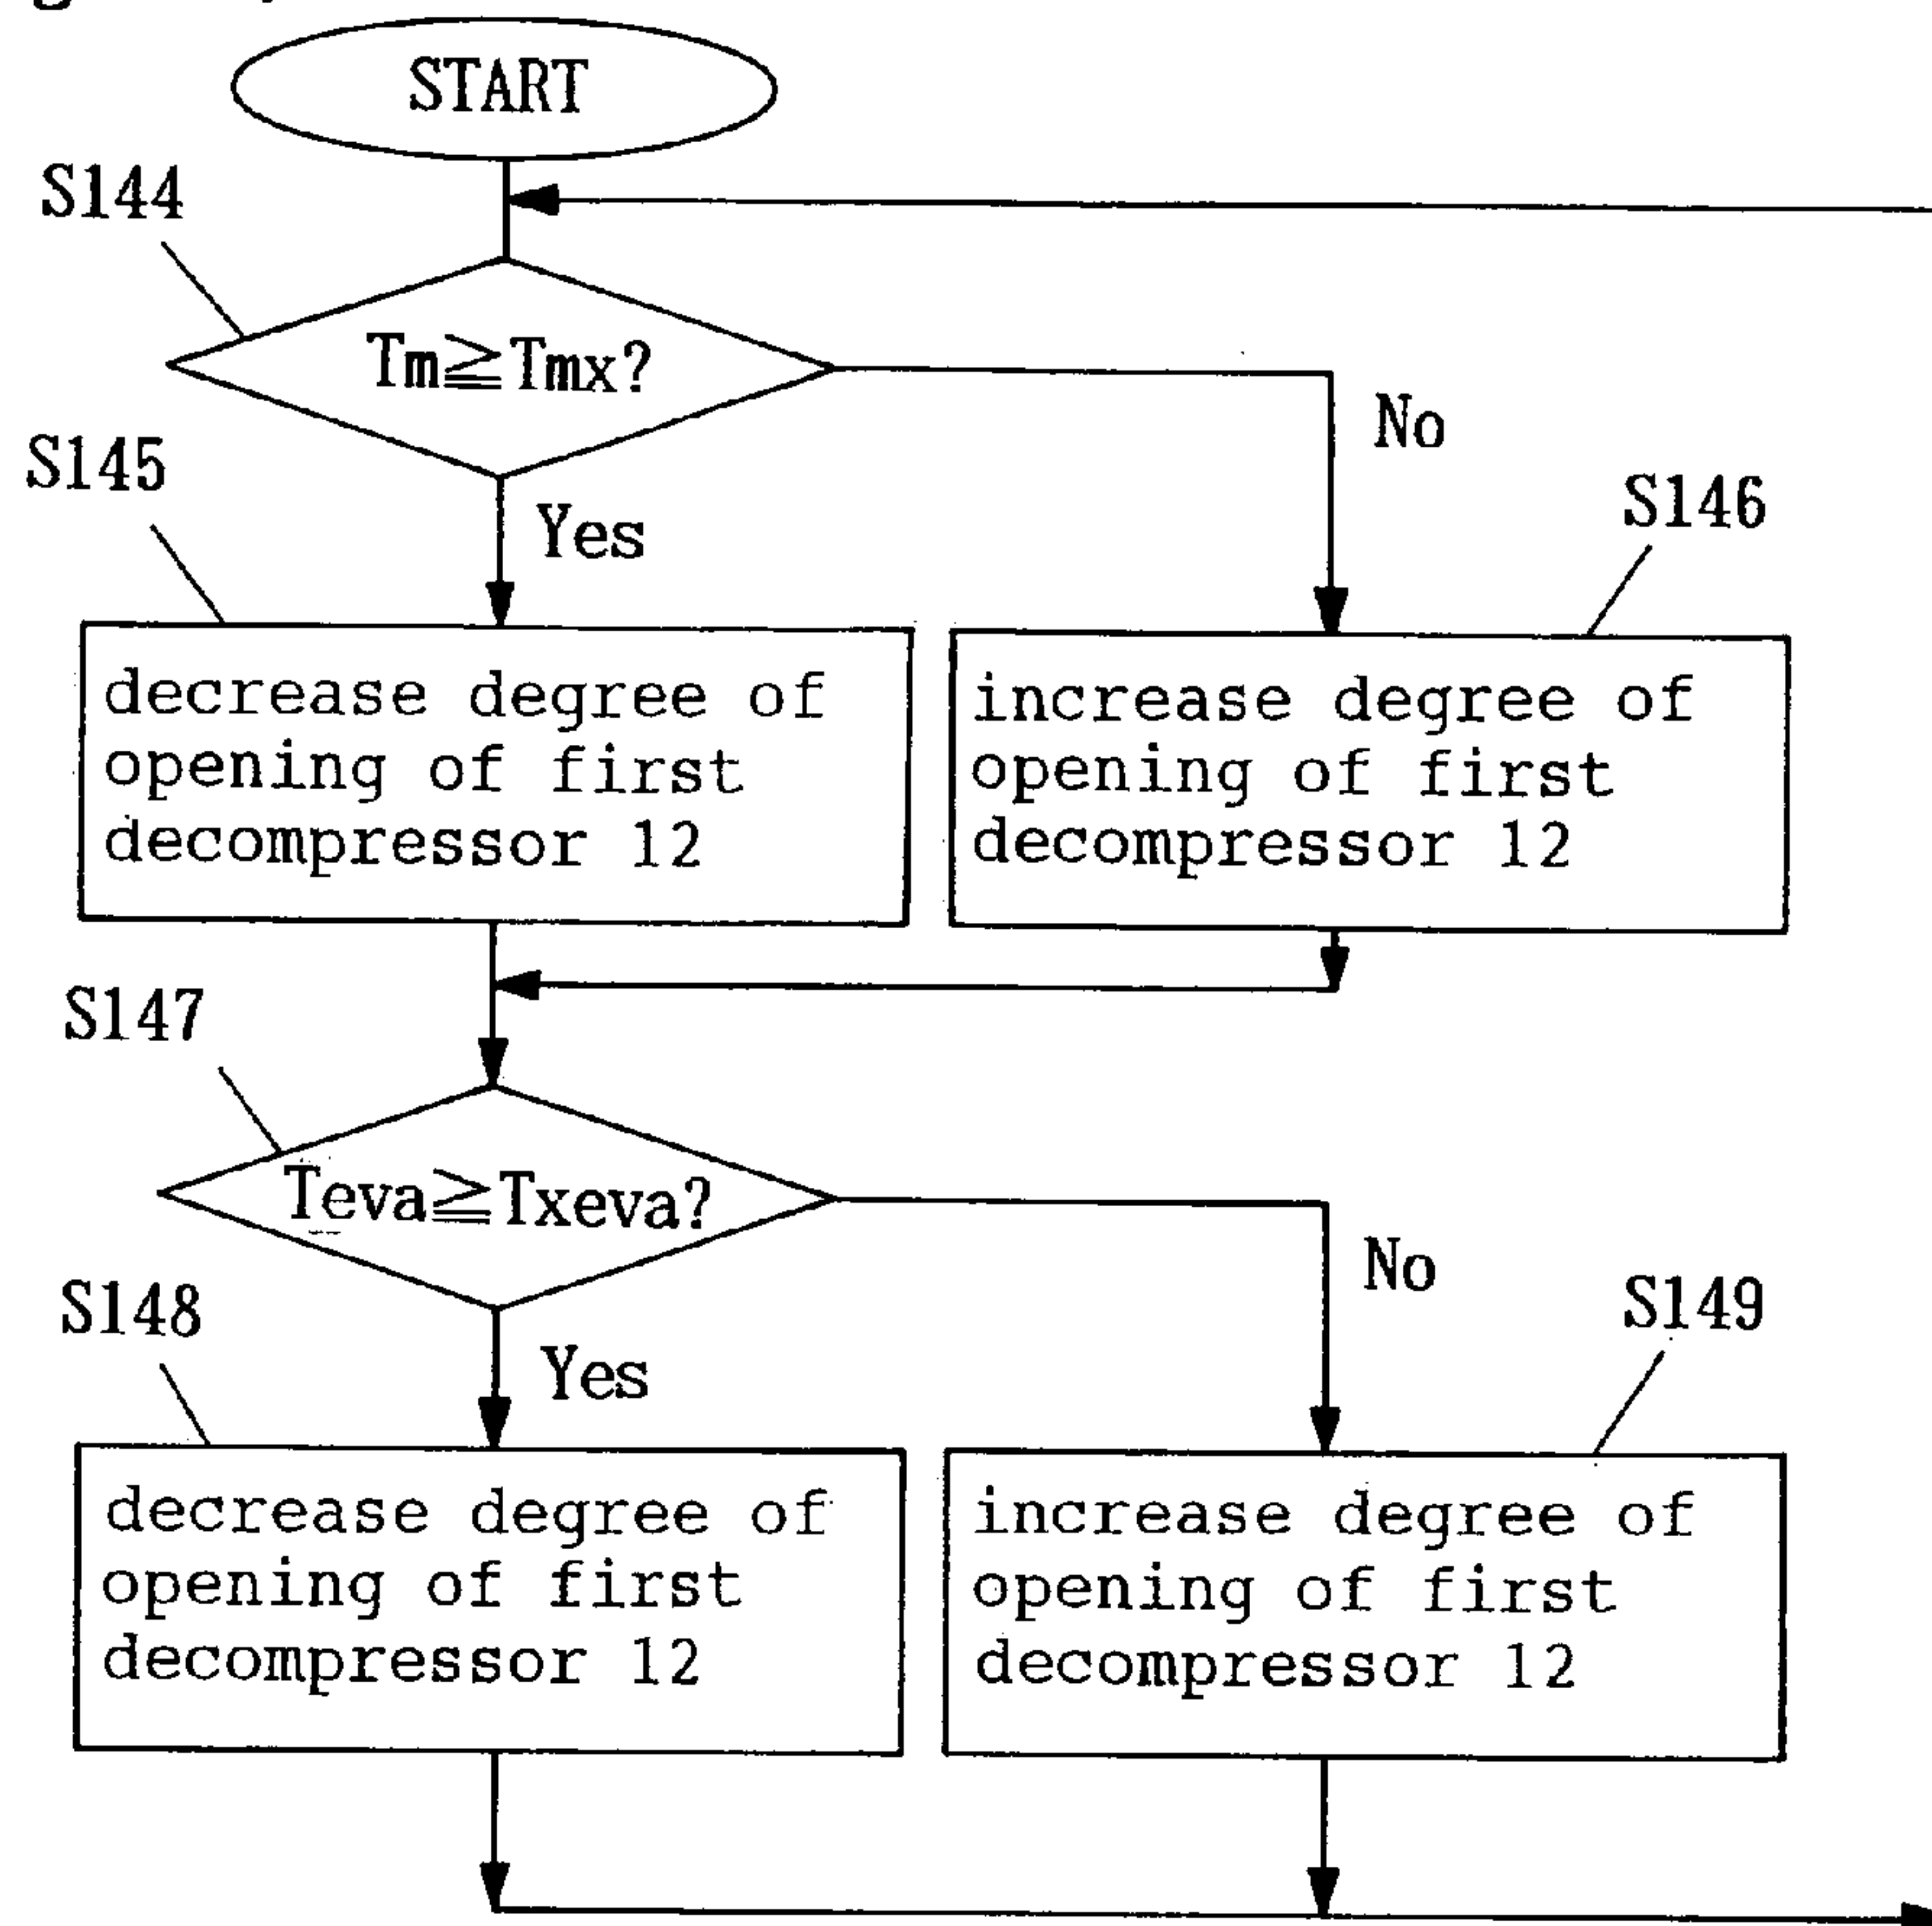 START
S144
Tm≧Tmx?
No
S145
Yes
S146
decrease degree of
opening of first
decompressor 12
increase degree of
opening of first
decompressor 12
S147
Teva≧Txeva?
No
S148
Yes
S149
decrease degree of
opening of first
decompressor 12
increase degree of
opening of first
decompressor 12